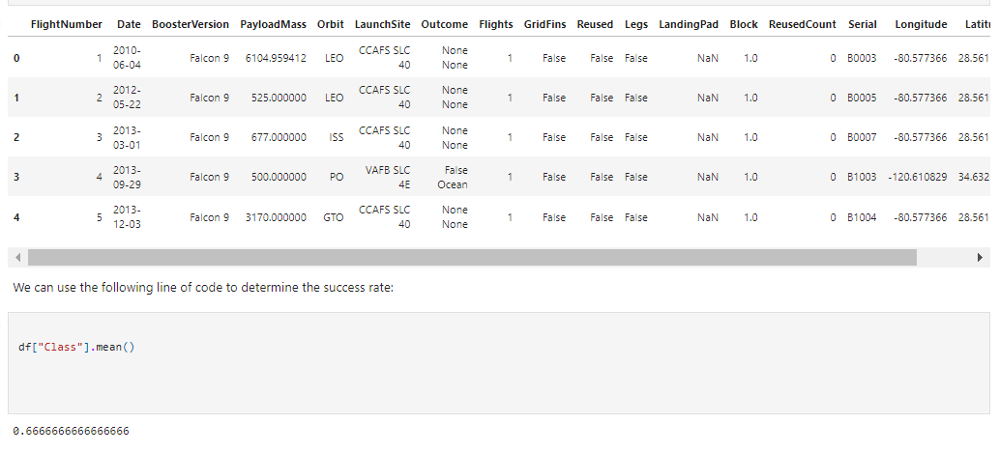 FlightNumber Date BoosterVersion PayloadMass Orbit LaunchSite Outcome Flights GridFins Reused Legs LandingPad Block ReusedCount Serial Longitude Latit
0 1 2010-06-04 Falcon 9 6104.959412 LEO CCAFS SLC 40 None None 1 False False False NaN 1.0 0 B0003 -80.577366 28.561
1 2 2012-05-22 Falcon 9 525.000000 LEO CCAFS SLC 40 None None 1 False False False NaN 1.0 0 B0005 -80.577366 28.561
2 3 2013-03-01 Falcon 9 677.000000 ISS CCAFS SLC 40 None None 1 False False False NaN 1.0 0 B0007 -80.577366 28.561
3 4 2013-09-29 Falcon 9 500.000000 PO VAFB SLC 4E False Ocean 1 False False False NaN 1.0 0 B1003 -120.610829 34.632
4 5 2013-12-03 Falcon 9 3170.000000 GTO CCAFS SLC 40 None None 1 False False False NaN 1.0 0 B1004 -80.577366 28.561
We can use the following line of code to determine the success rate:
df["Class"].mean()
0.6666666666666666